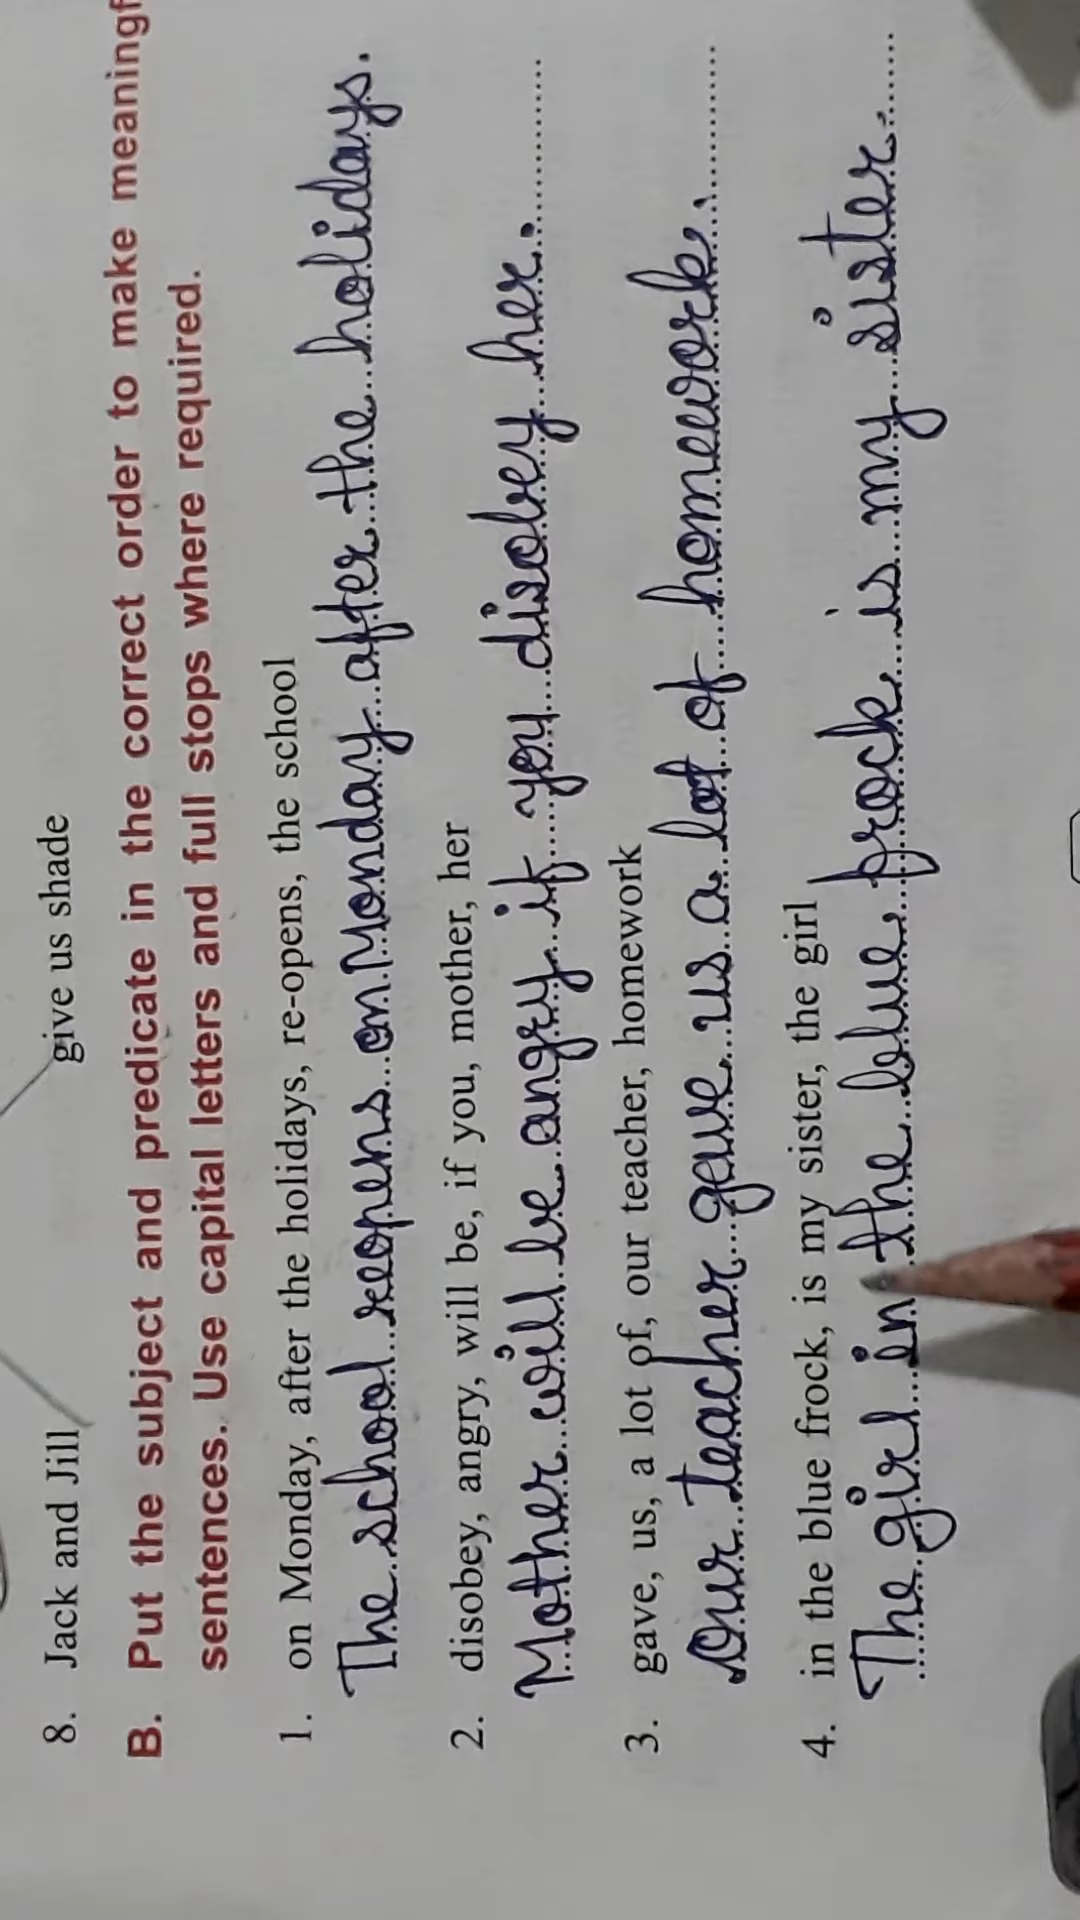 8. Jack and Jill give us shade
B. Put the subject and predicate in the correct order to make meaningf
sentences. Use capital letters and full stops where required.
1. on Monday, after the holidays, re-opens, the school
The school reopens on Monday after the holidays.
2. disobey, angry, will be, if you, mother, her
Mother will be angry if you disobey her.
3. gave, us, a lot of, our teacher, homework
Our teacher gave us a lot of homework.
4. in the blue frock, is my sister, the girl
The girl in the blue frock is my sister.